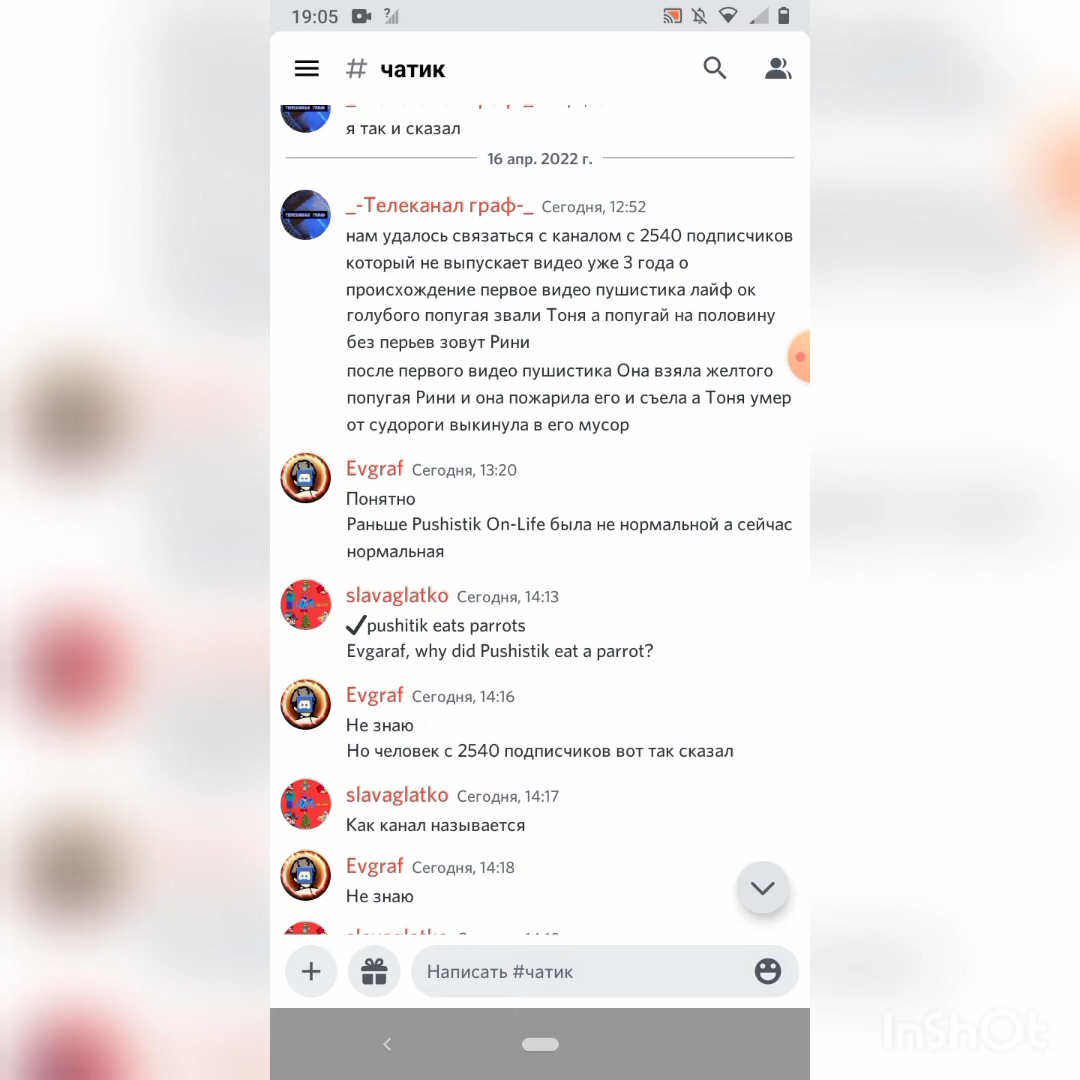 19:05
# чатик
я так и сказал
16 апр. 2022 г.
_-Телеканал граф-_ Сегодня, 12:52
нам удалось связаться с каналом с 2540 подписчиков
который не выпускает видео уже 3 года о
происхождение первое видео пушистика лайф ок
голубого попугая звали Тоня а попугай на половину
без перьев зовут Рини
после первого видео пушистика Она взяла желтого
попугая Рини и она пожарила его и съела а Тоня умер
от судороги выкинула в его мусор
Evgraf Сегодня, 13:20
Понятно
Раньше Pushistik On-Life была не нормальной а сейчас
нормальная
slavaglatko Сегодня, 14:13
✔pushitik eats parrots
Evgaraf, why did Pushistik eat a parrot?
Evgraf Сегодня, 14:16
Не знаю
Но человек с 2540 подписчиков вот так сказал
slavaglatko Сегодня, 14:17
Как канал называется
Evgraf Сегодня, 14:18
Не знаю
Написать #чатик
InShOt